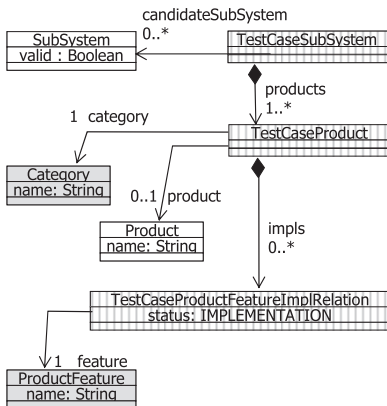 candidateSubSystem
SubSystem
valid : Boolean
0..*
TestCaseSubSystem
products
1..*
1 category
TestCaseProduct
Category
name: String
0..1 product
Product
name: String
impls
0..*
TestCaseProductFeatureImplRelation
status: IMPLEMENTATION
1 feature
ProductFeature
name: String